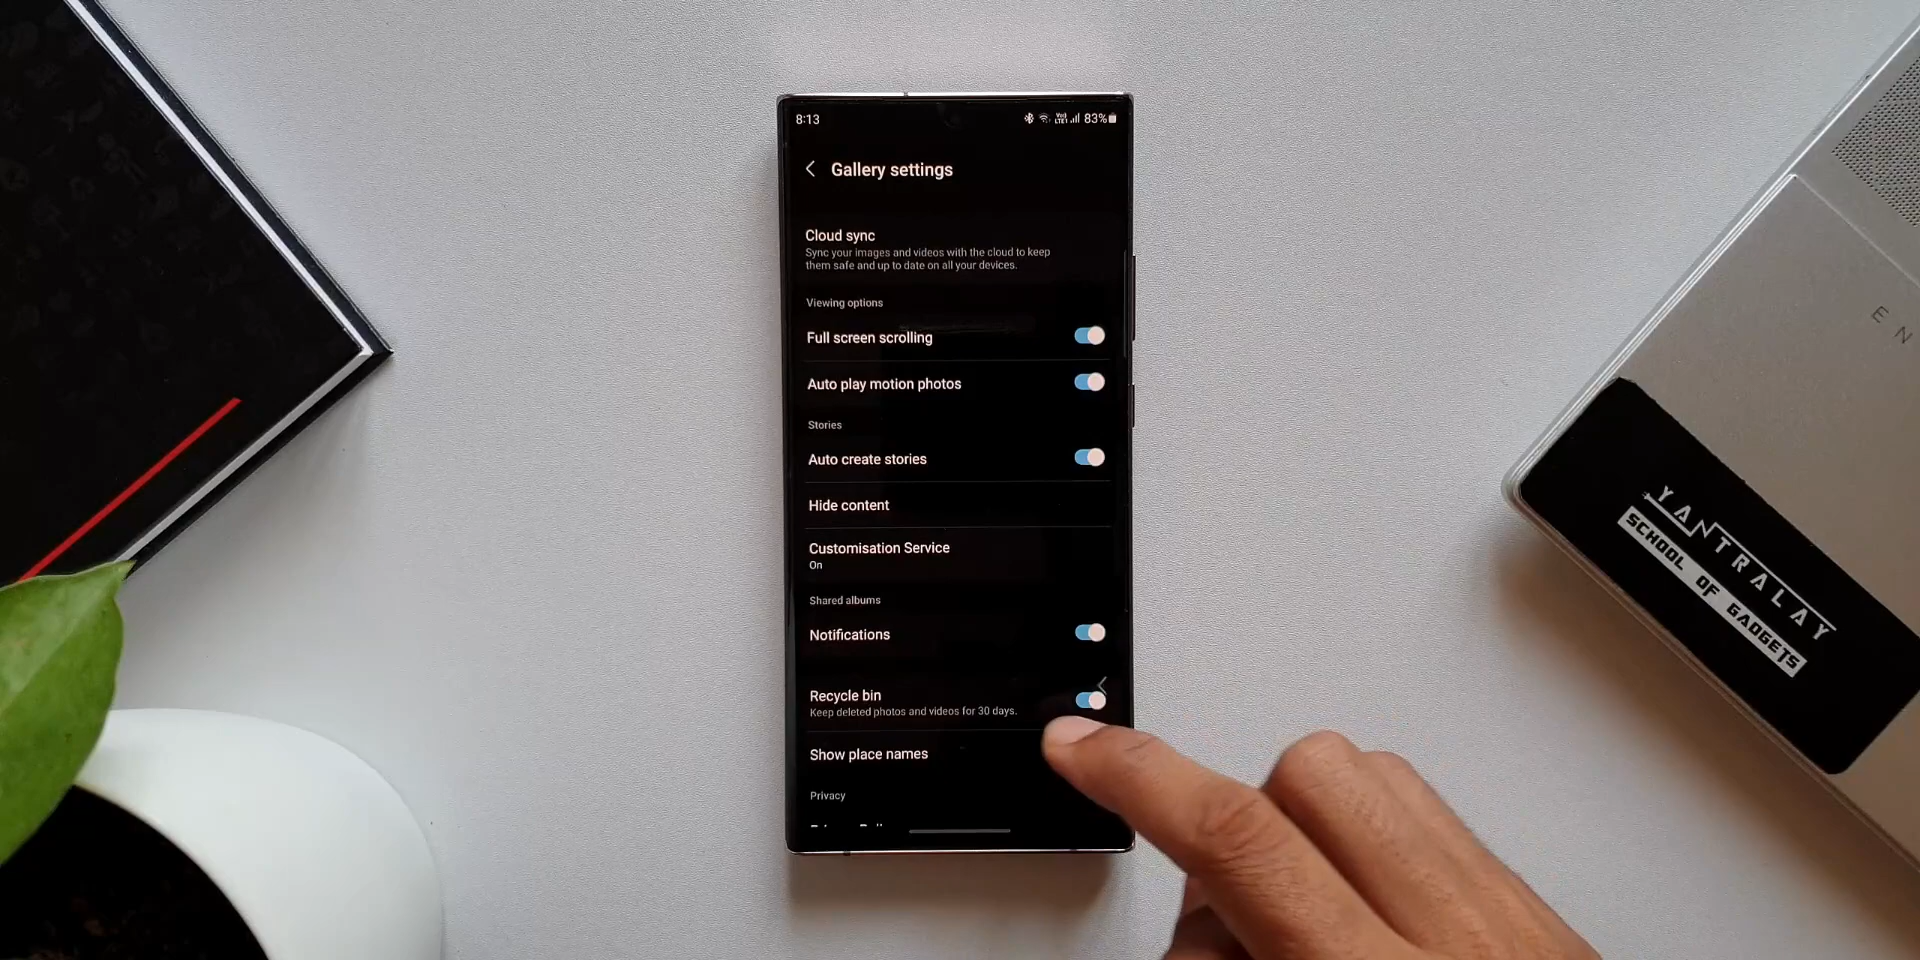 8:13
83%
Gallery settings
Cloud sync
Sync your images and videos with the cloud to keep
them safe and up to date on all your devices.
Viewing options
Full screen scrolling
Auto play motion photos
Stories
Auto create stories
Hide content
Customisation Service
On
Shared albums
Notifications
Recycle bin
Keep deleted photos and videos for 30 days.
Show place names
Privacy
E N
YANTRALAY
SCHOOL OF GADGETS